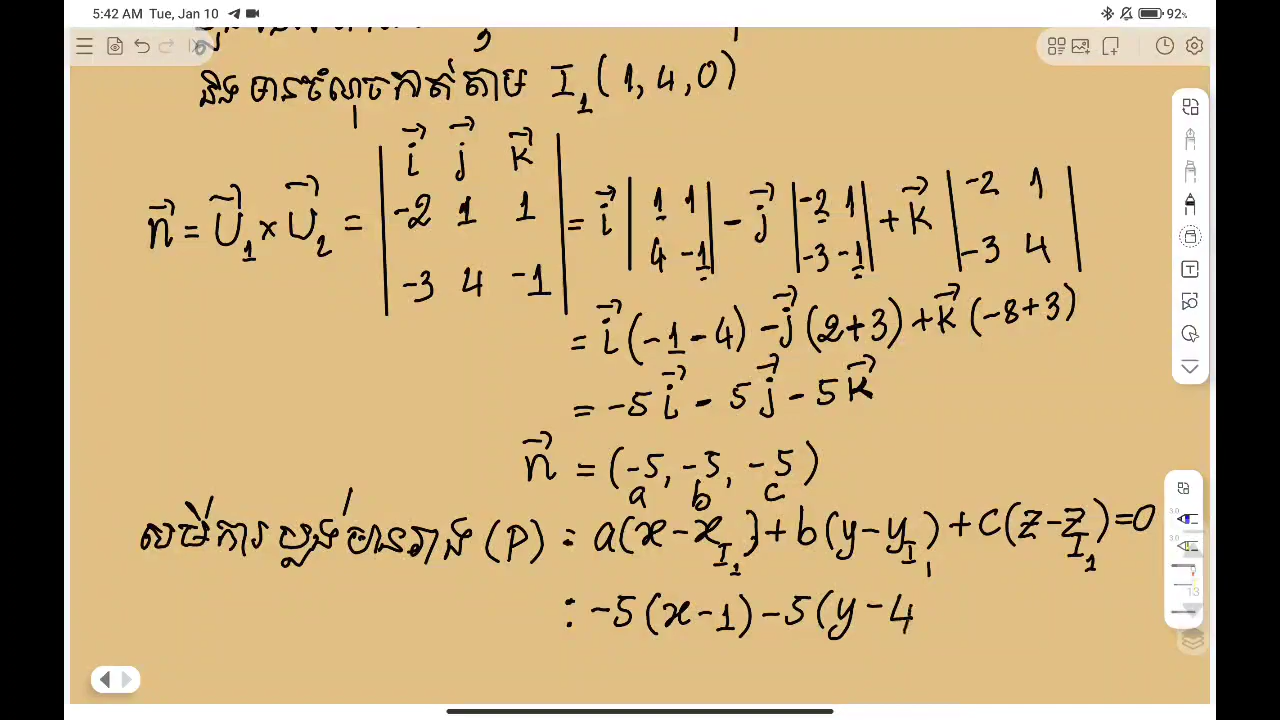 5:42 AM Tue, Jan 10
92%
និង មានចំណុចកាត់តាម I₁(1, 4, 0)
n⃗ = U⃗₁ × U⃗₂ = | i⃗ j⃗ k⃗ | = i⃗ | 1 1 | - j⃗ | -2 1 | + k⃗ | -2 1 |
| -2 1 1 | | 4 -1 | | -3 -1 | | -3 4 |
| -3 4 -1 |
= i⃗(-1-4) - j⃗(2+3) + k⃗(-8+3)
= -5i⃗ - 5j⃗ - 5k⃗
n⃗ = (-5, -5, -5)
a b c
សមីការប្លង់មានរាង (P) : a(x-x_I₁) + b(y-y_I₁) + c(z-z_I₁) = 0
: -5(x-1) - 5(y-4